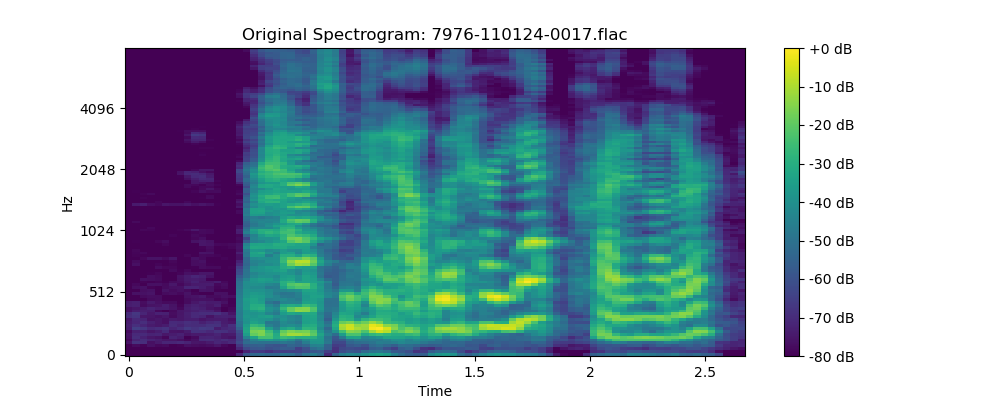 Original Spectrogram: 7976-110124-0017.flac
Hz
4096
2048
1024
512
0
0
0.5
1
1.5
2
2.5
Time
+0 dB
-10 dB
-20 dB
-30 dB
-40 dB
-50 dB
-60 dB
-70 dB
-80 dB